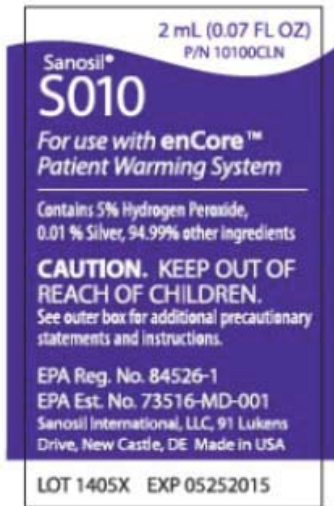 2 mL (0.07 FL OZ)
P/N 10100CLN
Sanosil®
S010
For use with enCore™
Patient Warming System
Contains 5% Hydrogen Peroxide,
0.01 % Silver, 94.99% other ingredients
CAUTION. KEEP OUT OF
REACH OF CHILDREN.
See outer box for additional precautionary
statements and instructions.
EPA Reg. No. 84526-1
EPA Est. No. 73516-MD-001
Sanosil International, LLC, 91 Lukens
Drive, New Castle, DE Made in USA
LOT 1405X EXP 05252015